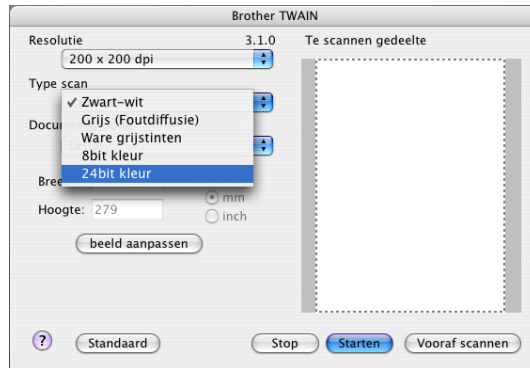 Brother TWAIN
Resolutie 3.1.0
200 x 200 dpi
Type scan
Zwart-wit
Grijs (Foutdiffusie)
Ware grijstinten
8bit kleur
24bit kleur
Docu
Bree
mm
Hoogte: 279
inch
beeld aanpassen
Te scannen gedeelte
? Standaard Stop Starten Vooraf scannen